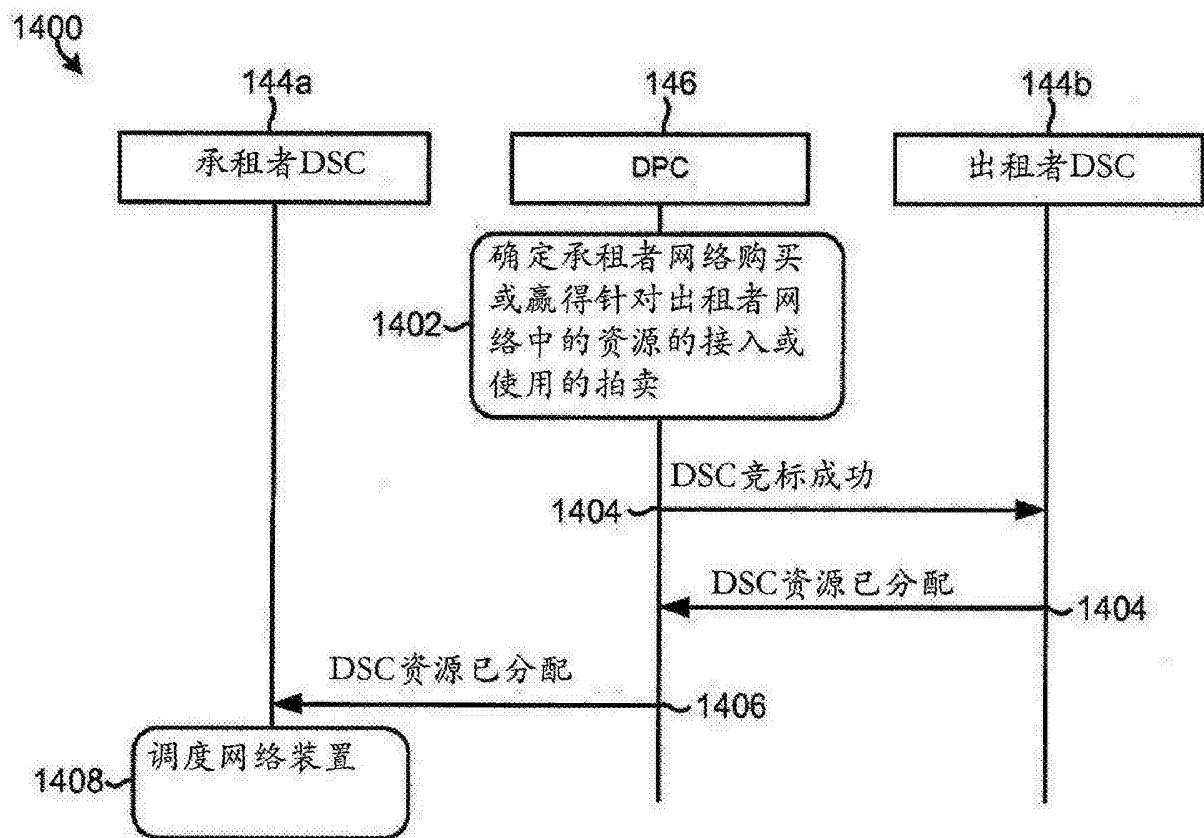 1400
144a
146
144b
承租者DSC
DPC
出租者DSC
确定承租者网络购买
或赢得针对出租者网
络中的资源的接入或
使用的拍卖
1402
DSC竞标成功
1404
DSC资源已分配
1404
DSC资源已分配
1406
调度网络装置
1408